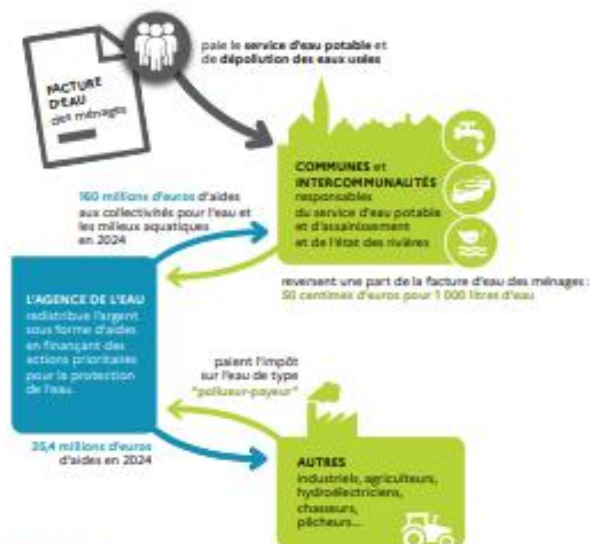 FACTURE
D'EAU
des ménages
paie le service d'eau potable et
de dépollution des eaux usées
COMMUNES et
INTERCOMMUNALITÉS
responsables
du service d'eau potable
et d'assainissement
et de l'état des rivières
160 millions d'euros d'aides
aux collectivités pour l'eau et
les milieux aquatiques
en 2024
reversent une part de la facture d'eau des ménages :
50 centimes d'euros pour 1 000 litres d'eau
L'AGENCE DE L'EAU
redistribue l'argent
sous forme d'aides
en finançant des
actions prioritaires
pour la protection
de l'eau.
paient l'impôt
sur l'eau de type
"pollueur-payeur"
35,4 millions d'euros
d'aides en 2024
AUTRES
industriels, agriculteurs,
hydroélectriciens,
chasseurs,
pêcheurs...